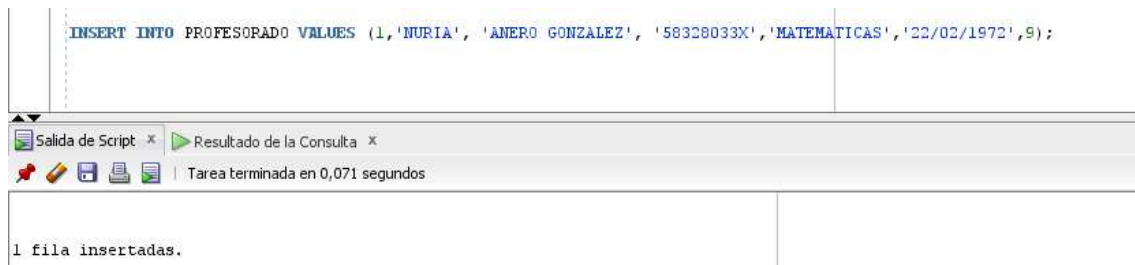 INSERT INTO PROFESORADO VALUES (1,'NURIA', 'ANERO GONZALEZ', '58328033X','MATEMATICAS','22/02/1972',9);
Salida de Script x Resultado de la Consulta x
Tarea terminada en 0,071 segundos
1 fila insertadas.